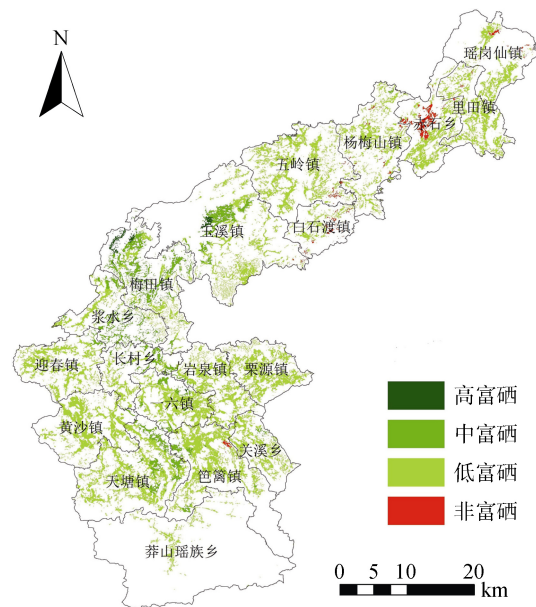 N
瑶岗仙镇
里田镇
赤石乡
杨梅山镇
五岭镇
白石渡镇
玉溪镇
梅田镇
浆水乡
迎春镇
长村乡
岩泉镇
栗源镇
六镇
黄沙镇
关溪乡
笆篱镇
天塘镇
莽山瑶族乡
高富硒
中富硒
低富硒
非富硒
0 5 10 20
km